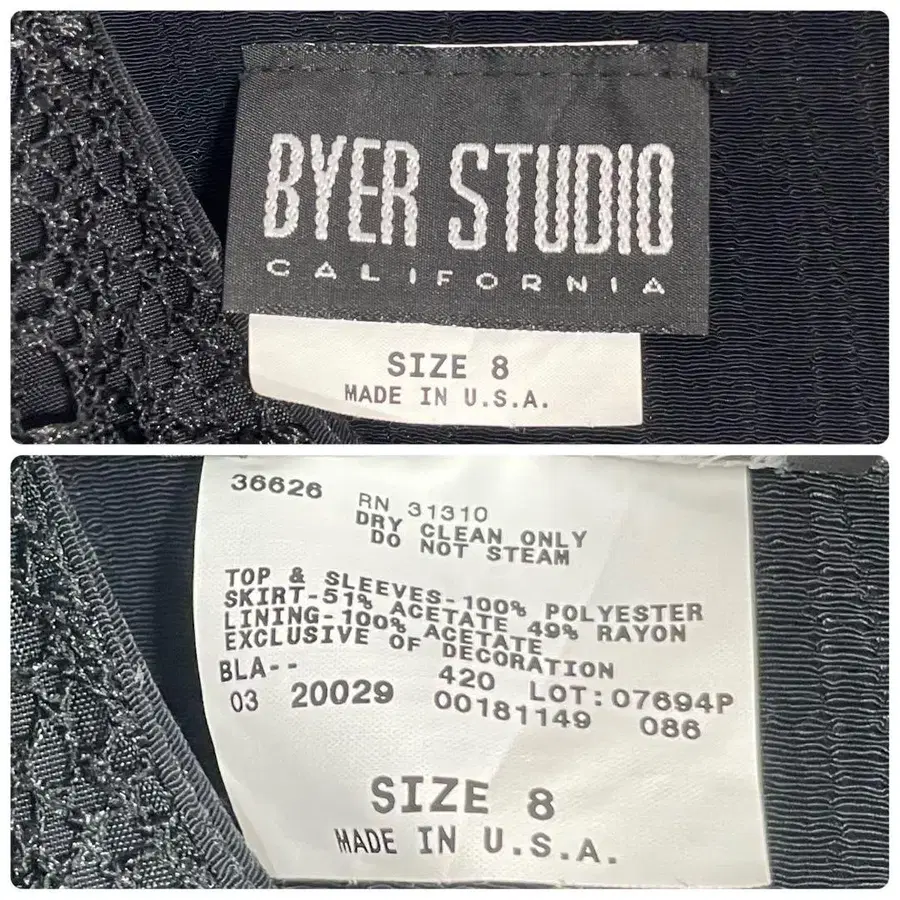 BYER STUDIO
CALIFORNIA
SIZE 8
MADE IN U.S.A.
36626
RN 31310
DRY CLEAN ONLY
DO NOT STEAM
TOP & SLEEVES-100% POLYESTER
SKIRT-51% ACETATE 49% RAYON
LINING-100% ACETATE
EXCLUSIVE OF DECORATION
BLA-- 420 LOT:07694P
03 20029 00181149 086
SIZE 8
MADE IN U.S.A.